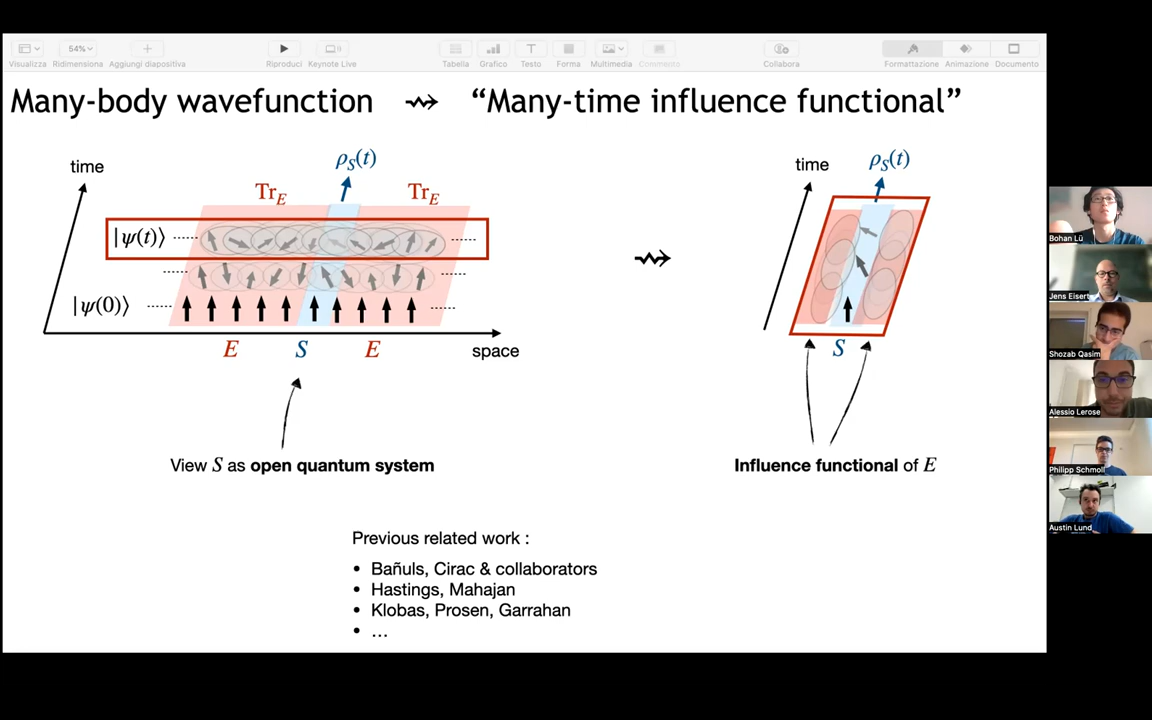 54%
Visualizza Ridimensiona Aggiungi diapositiva Riproduci Keynote Live Tabella Grafico Testo Forma Multimedia Commento Collabora Formattazione Animazione Documento
Many-body wavefunction ⇝ “Many-time influence functional”
time
ρ_S(t)
Tr_E Tr_E
|ψ(t)⟩
|ψ(0)⟩
E S E
space
View S as open quantum system
time
ρ_S(t)
S
Influence functional of E
Previous related work :
• Bañuls, Cirac & collaborators
• Hastings, Mahajan
• Klobas, Prosen, Garrahan
• …
Bohan Lü
Jens Eisert
Shozab Qasim
Alessio Lerose
Philipp Schmoll
Austin Lund